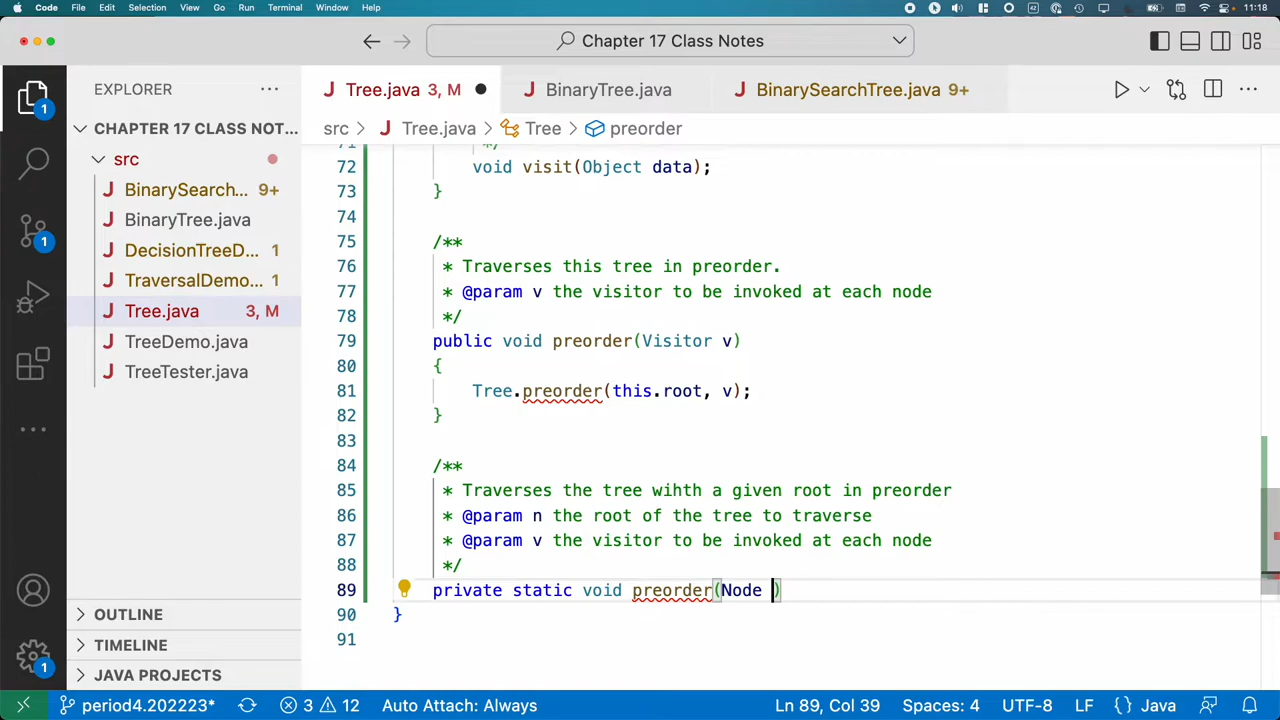 Code File Edit Selection View Go Run Terminal Window Help 11:18
Chapter 17 Class Notes
EXPLORER
CHAPTER 17 CLASS NOT...
src
BinarySearch... 9+
BinaryTree.java
DecisionTreeD... 1
TraversalDemo... 1
Tree.java 3, M
TreeDemo.java
TreeTester.java
OUTLINE
TIMELINE
JAVA PROJECTS
1
1
1
Tree.java 3, M BinaryTree.java BinarySearchTree.java 9+
src > Tree.java > Tree > preorder
71 */
72 void visit(Object data);
73 }
74
75 /**
76 * Traverses this tree in preorder.
77 * @param v the visitor to be invoked at each node
78 */
79 public void preorder(Visitor v)
80 {
81 Tree.preorder(this.root, v);
82 }
83
84 /**
85 * Traverses the tree wihth a given root in preorder
86 * @param n the root of the tree to traverse
87 * @param v the visitor to be invoked at each node
88 */
89 private static void preorder(Node )
90 }
91
period4.202223* 3 12 Auto Attach: Always Ln 89, Col 39 Spaces: 4 UTF-8 LF {} Java